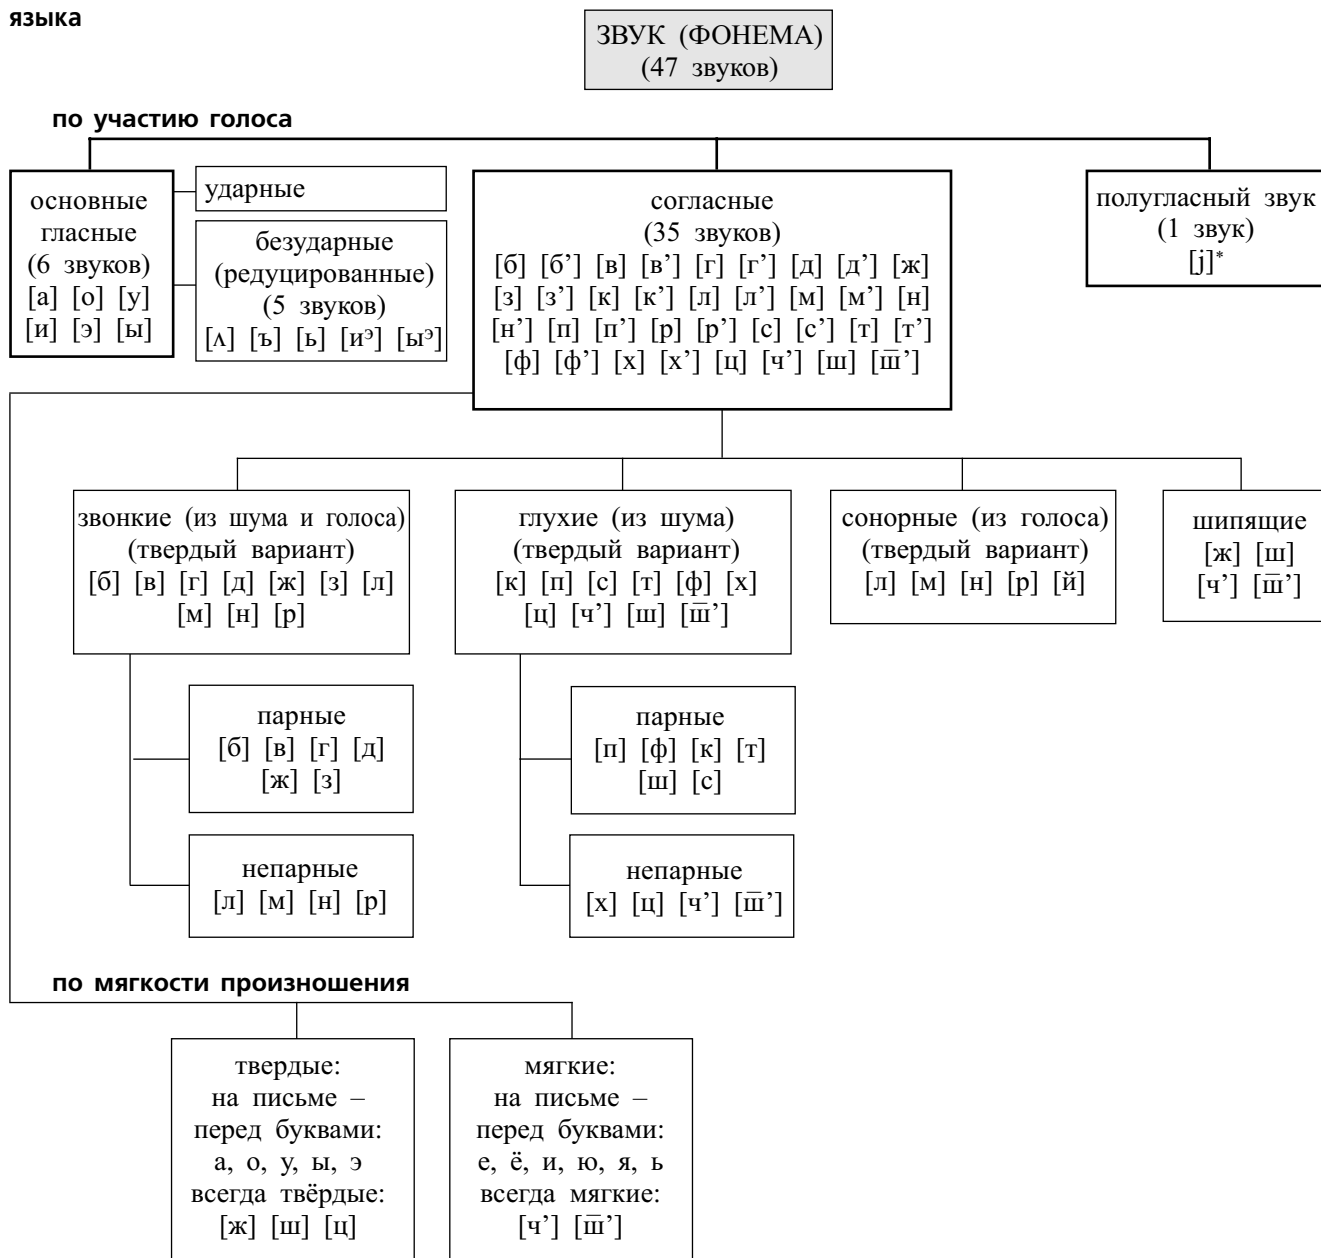 языка
ЗВУК (ФОНЕМА)
(47 звуков)
по участию голоса
основные
гласные
(6 звуков)
[а] [о] [у]
[и] [э] [ы]
ударные
безударные
(редуцированные)
(5 звуков)
[ʌ] [ъ] [ь] [иᵊ] [ыᵊ]
согласные
(35 звуков)
[б] [б’] [в] [в’] [г] [г’] [д] [д’] [ж]
[з] [з’] [к] [к’] [л] [л’] [м] [м’] [н]
[н’] [п] [п’] [р] [р’] [с] [с’] [т] [т’]
[ф] [ф’] [х] [х’] [ц] [ч’] [ш] [ш̅’]
полугласный звук
(1 звук)
[j]*
звонкие (из шума и голоса)
(твердый вариант)
[б] [в] [г] [д] [ж] [з] [л]
[м] [н] [р]
глухие (из шума)
(твердый вариант)
[к] [п] [с] [т] [ф] [х]
[ц] [ч’] [ш] [ш̅’]
сонорные (из голоса)
(твердый вариант)
[л] [м] [н] [р] [й]
шипящие
[ж] [ш]
[ч’] [ш̅’]
парные
[б] [в] [г] [д]
[ж] [з]
непарные
[л] [м] [н] [р]
парные
[п] [ф] [к] [т]
[ш] [с]
непарные
[х] [ц] [ч’] [ш̅’]
по мягкости произношения
твердые:
на письме –
перед буквами:
а, о, у, ы, э
всегда твёрдые:
[ж] [ш] [ц]
мягкие:
на письме –
перед буквами:
е, ё, и, ю, я, ь
всегда мягкие:
[ч’] [ш̅’]